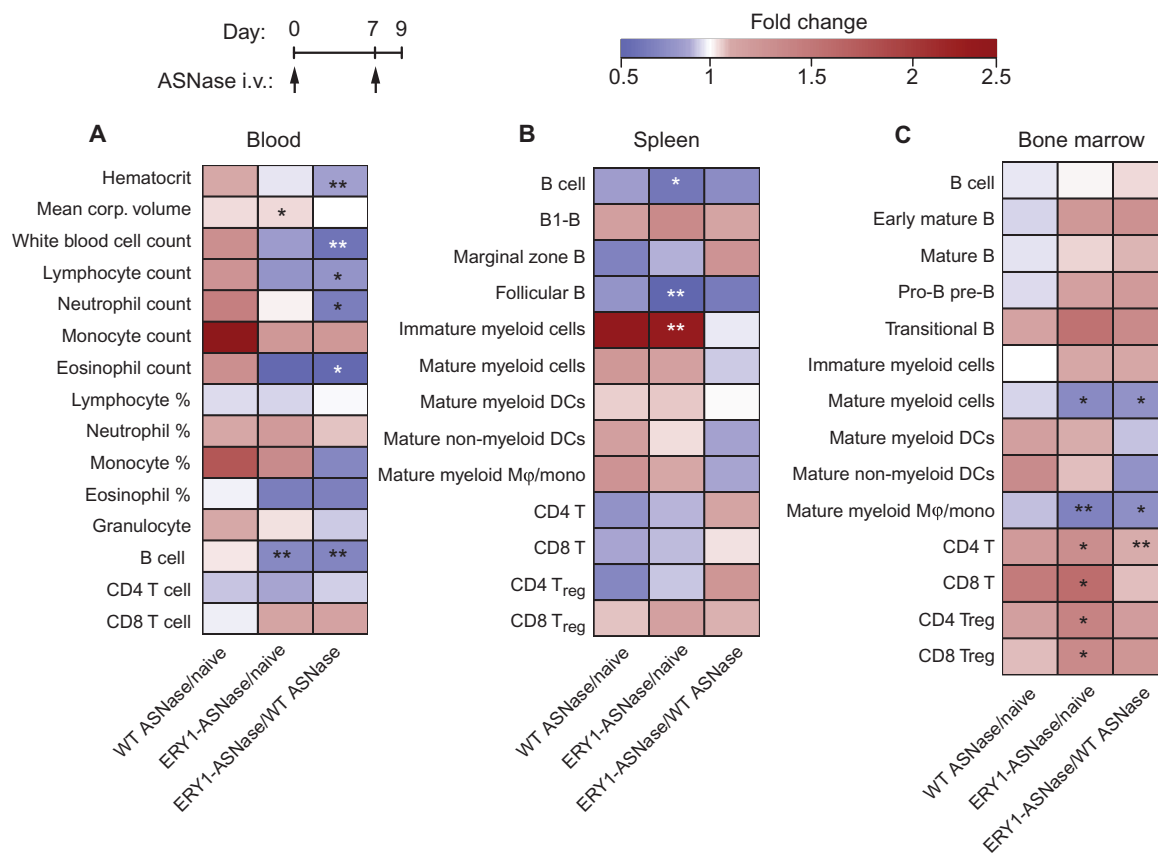 Day: 0 7 9
ASNase i.v.:
Fold change
0.5 1 1.5 2 2.5
A Blood
Hematocrit **
Mean corp. volume *
White blood cell count **
Lymphocyte count *
Neutrophil count *
Monocyte count
Eosinophil count *
Lymphocyte %
Neutrophil %
Monocyte %
Eosinophil %
Granulocyte
B cell ** **
CD4 T cell
CD8 T cell
WT ASNase/naive
ERY1-ASNase/naive
ERY1-ASNase/WT ASNase
B Spleen
B cell *
B1-B
Marginal zone B
Follicular B **
Immature myeloid cells **
Mature myeloid cells
Mature myeloid DCs
Mature non-myeloid DCs
Mature myeloid Mφ/mono
CD4 T
CD8 T
CD4 Treg
CD8 Treg
WT ASNase/naive
ERY1-ASNase/naive
ERY1-ASNase/WT ASNase
C Bone marrow
B cell
Early mature B
Mature B
Pro-B pre-B
Transitional B
Immature myeloid cells
Mature myeloid cells * *
Mature myeloid DCs
Mature non-myeloid DCs
Mature myeloid Mφ/mono ** *
CD4 T * **
CD8 T *
CD4 Treg *
CD8 Treg *
WT ASNase/naive
ERY1-ASNase/naive
ERY1-ASNase/WT ASNase